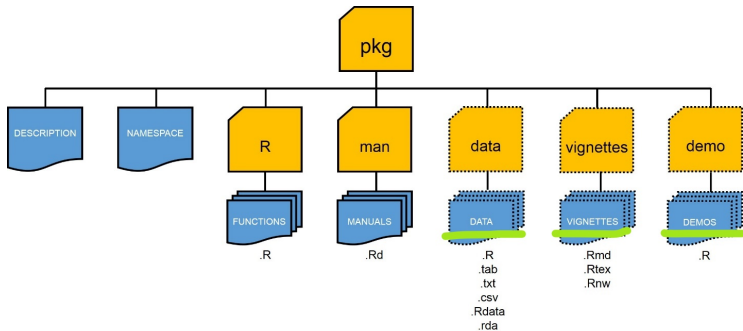 pkg
DESCRIPTION
NAMESPACE
R
man
data
vignettes
demo
FUNCTIONS
MANUALS
DATA
VIGNETTES
DEMOS
.R
.Rd
.R
.tab
.txt
.csv
.Rdata
.rda
.Rmd
.Rtex
.Rnw
.R